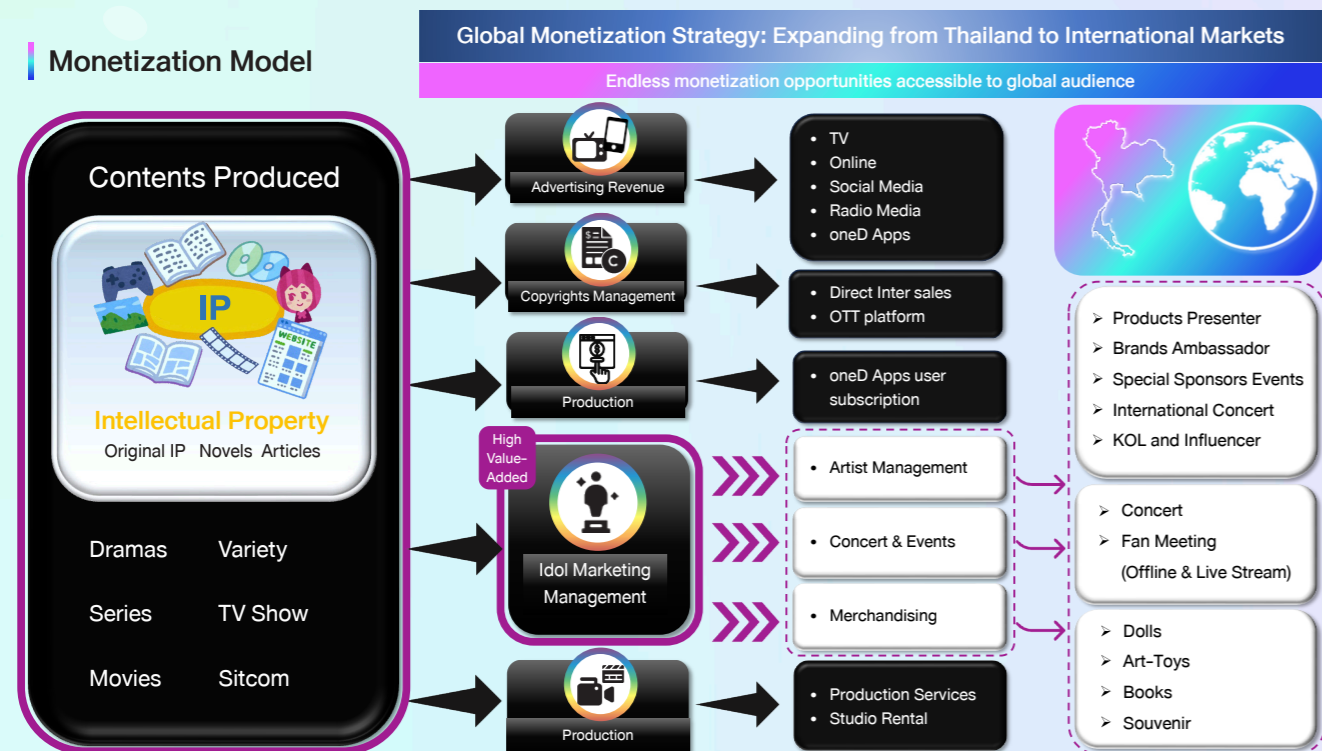 Monetization Model
Global Monetization Strategy: Expanding from Thailand to International Markets
Endless monetization opportunities accessible to global audience
Contents Produced
IP
WEBSITE
Intellectual Property
Original IP Novels Articles
Dramas Variety
Series TV Show
Movies Sitcom
Advertising Revenue
• TV
• Online
• Social Media
• Radio Media
• oneD Apps
$
C
Copyrights Management
• Direct Inter sales
• OTT platform
Production
• oneD Apps user
subscription
High
Value-
Added
Idol Marketing
Management
• Artist Management
• Concert & Events
• Merchandising
Production
• Production Services
• Studio Rental
➢ Products Presenter
➢ Brands Ambassador
➢ Special Sponsors Events
➢ International Concert
➢ KOL and Influencer
➢ Concert
➢ Fan Meeting
(Offline & Live Stream)
➢ Dolls
➢ Art-Toys
➢ Books
➢ Souvenir